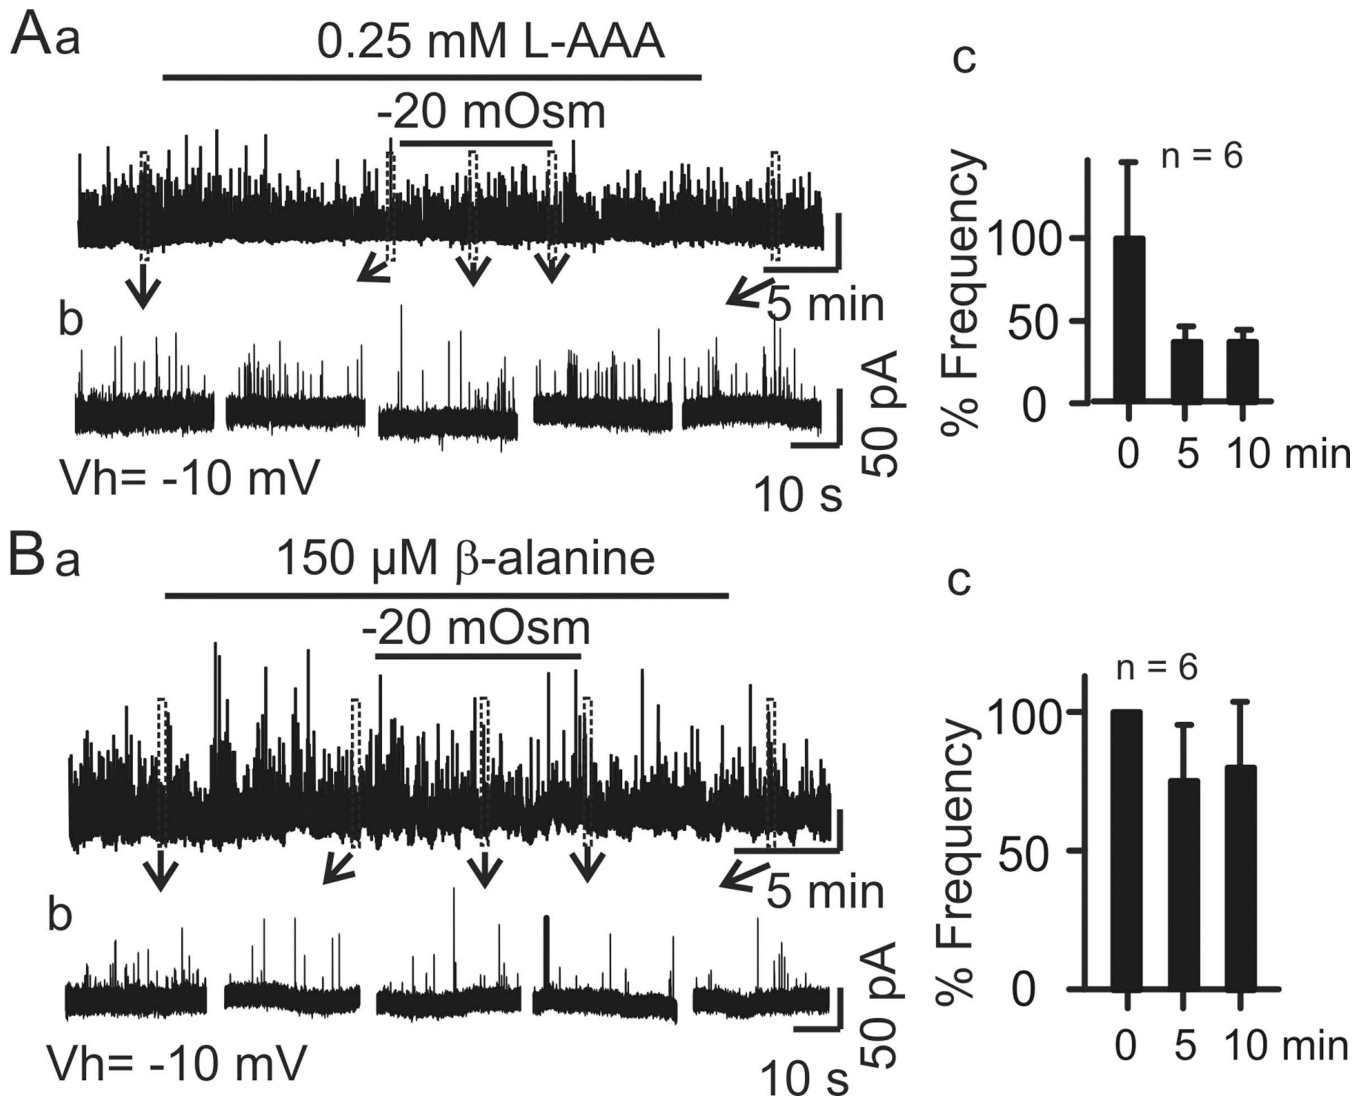 Aa
0.25 mM L-AAA
-20 mOsm
5 min
b
50 pA
Vh= -10 mV
10 s
c
n = 6
% Frequency
100
50
0
0 5 10 min
Ba
150 µM β-alanine
-20 mOsm
5 min
b
50 pA
Vh= -10 mV
10 s
c
n = 6
% Frequency
100
50
0
0 5 10 min